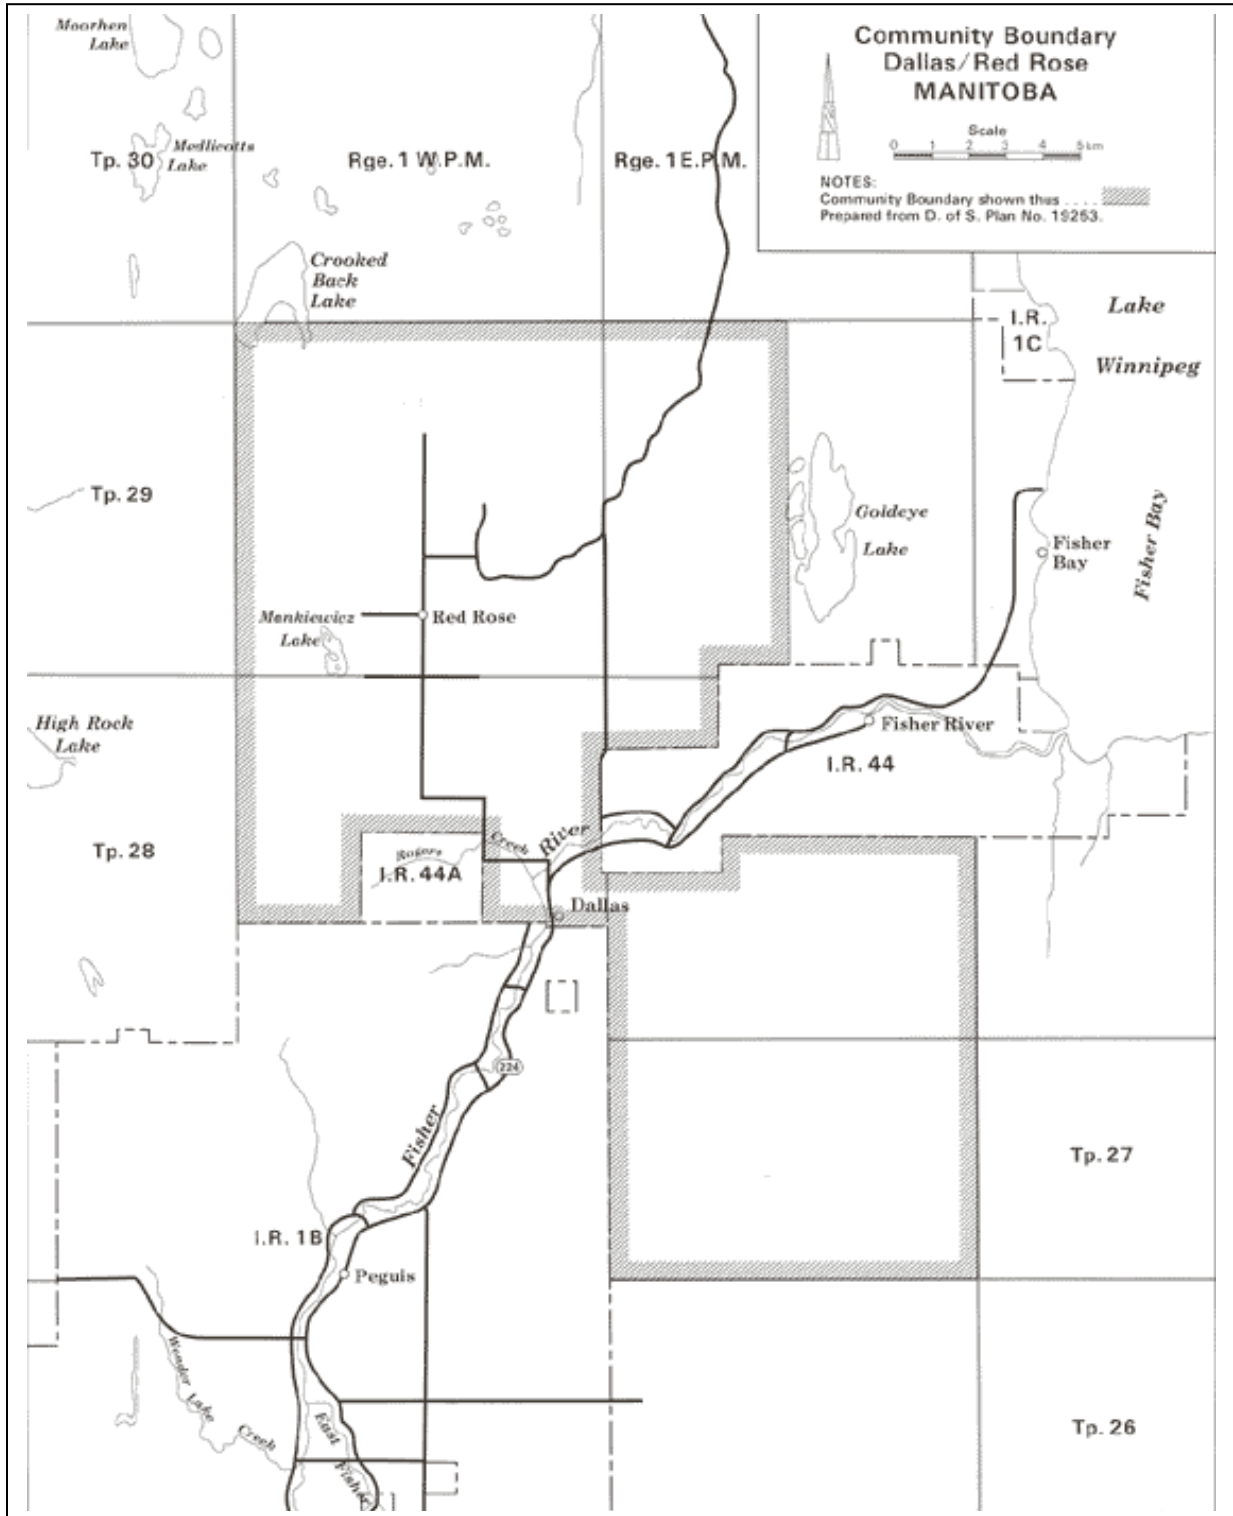 Moorhen
Lake
Community Boundary
Dallas/Red Rose
MANITOBA
Scale
0 1 2 3 4 5 km
NOTES:
Community Boundary shown thus ....
Prepared from D. of S. Plan No. 19253.
Tp. 30
Medlicotts
Lake
Rge. 1 W.P.M.
Rge. 1 E.P.M.
Crooked
Back
Lake
I.R.
1C
Lake
Winnipeg
Tp. 29
Goldeye
Lake
Fisher
Bay
Fisher Bay
Mankiewicz
Lake
Red Rose
High Rock
Lake
Fisher River
I.R. 44
Tp. 28
Rogers
Creek
River
I.R. 44A
Dallas
224
Fisher
Tp. 27
I.R. 1B
Peguis
Wonder Lake
Creek
East
Fisher
Tp. 26